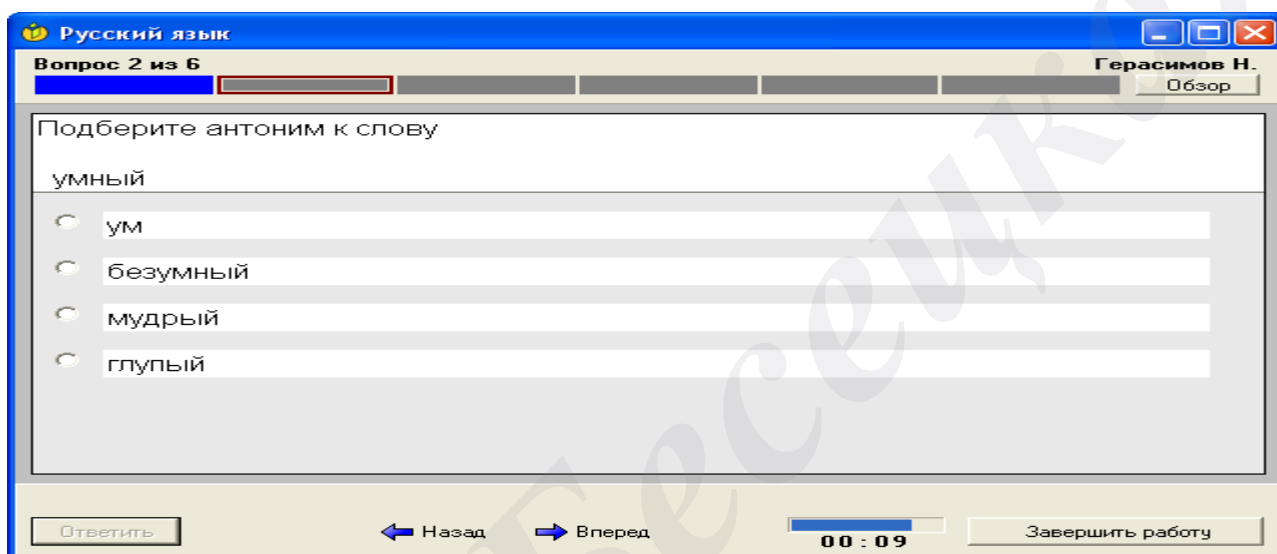 Русский язык
Вопрос 2 из 6
Герасимов Н.
Обзор
Подберите антоним к слову
умный
ум
безумный
мудрый
глупый
Ответить
Назад
Вперед
00:09
Завершить работу